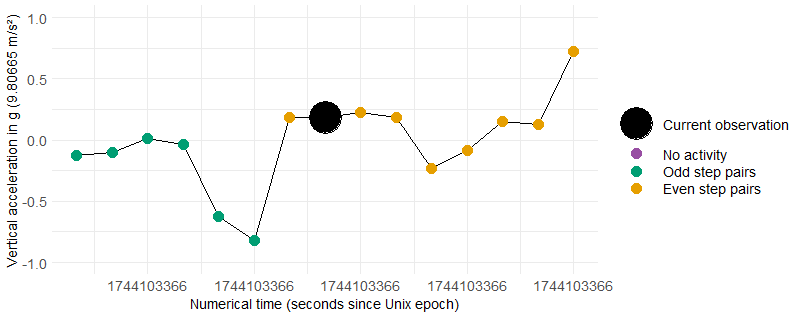 Vertical acceleration in g (9.80665 m/s²)
1.0
0.5
0.0
-0.5
-1.0
1744103366 1744103366 1744103366 1744103366 1744103366
Numerical time (seconds since Unix epoch)
Current observation
No activity
Odd step pairs
Even step pairs